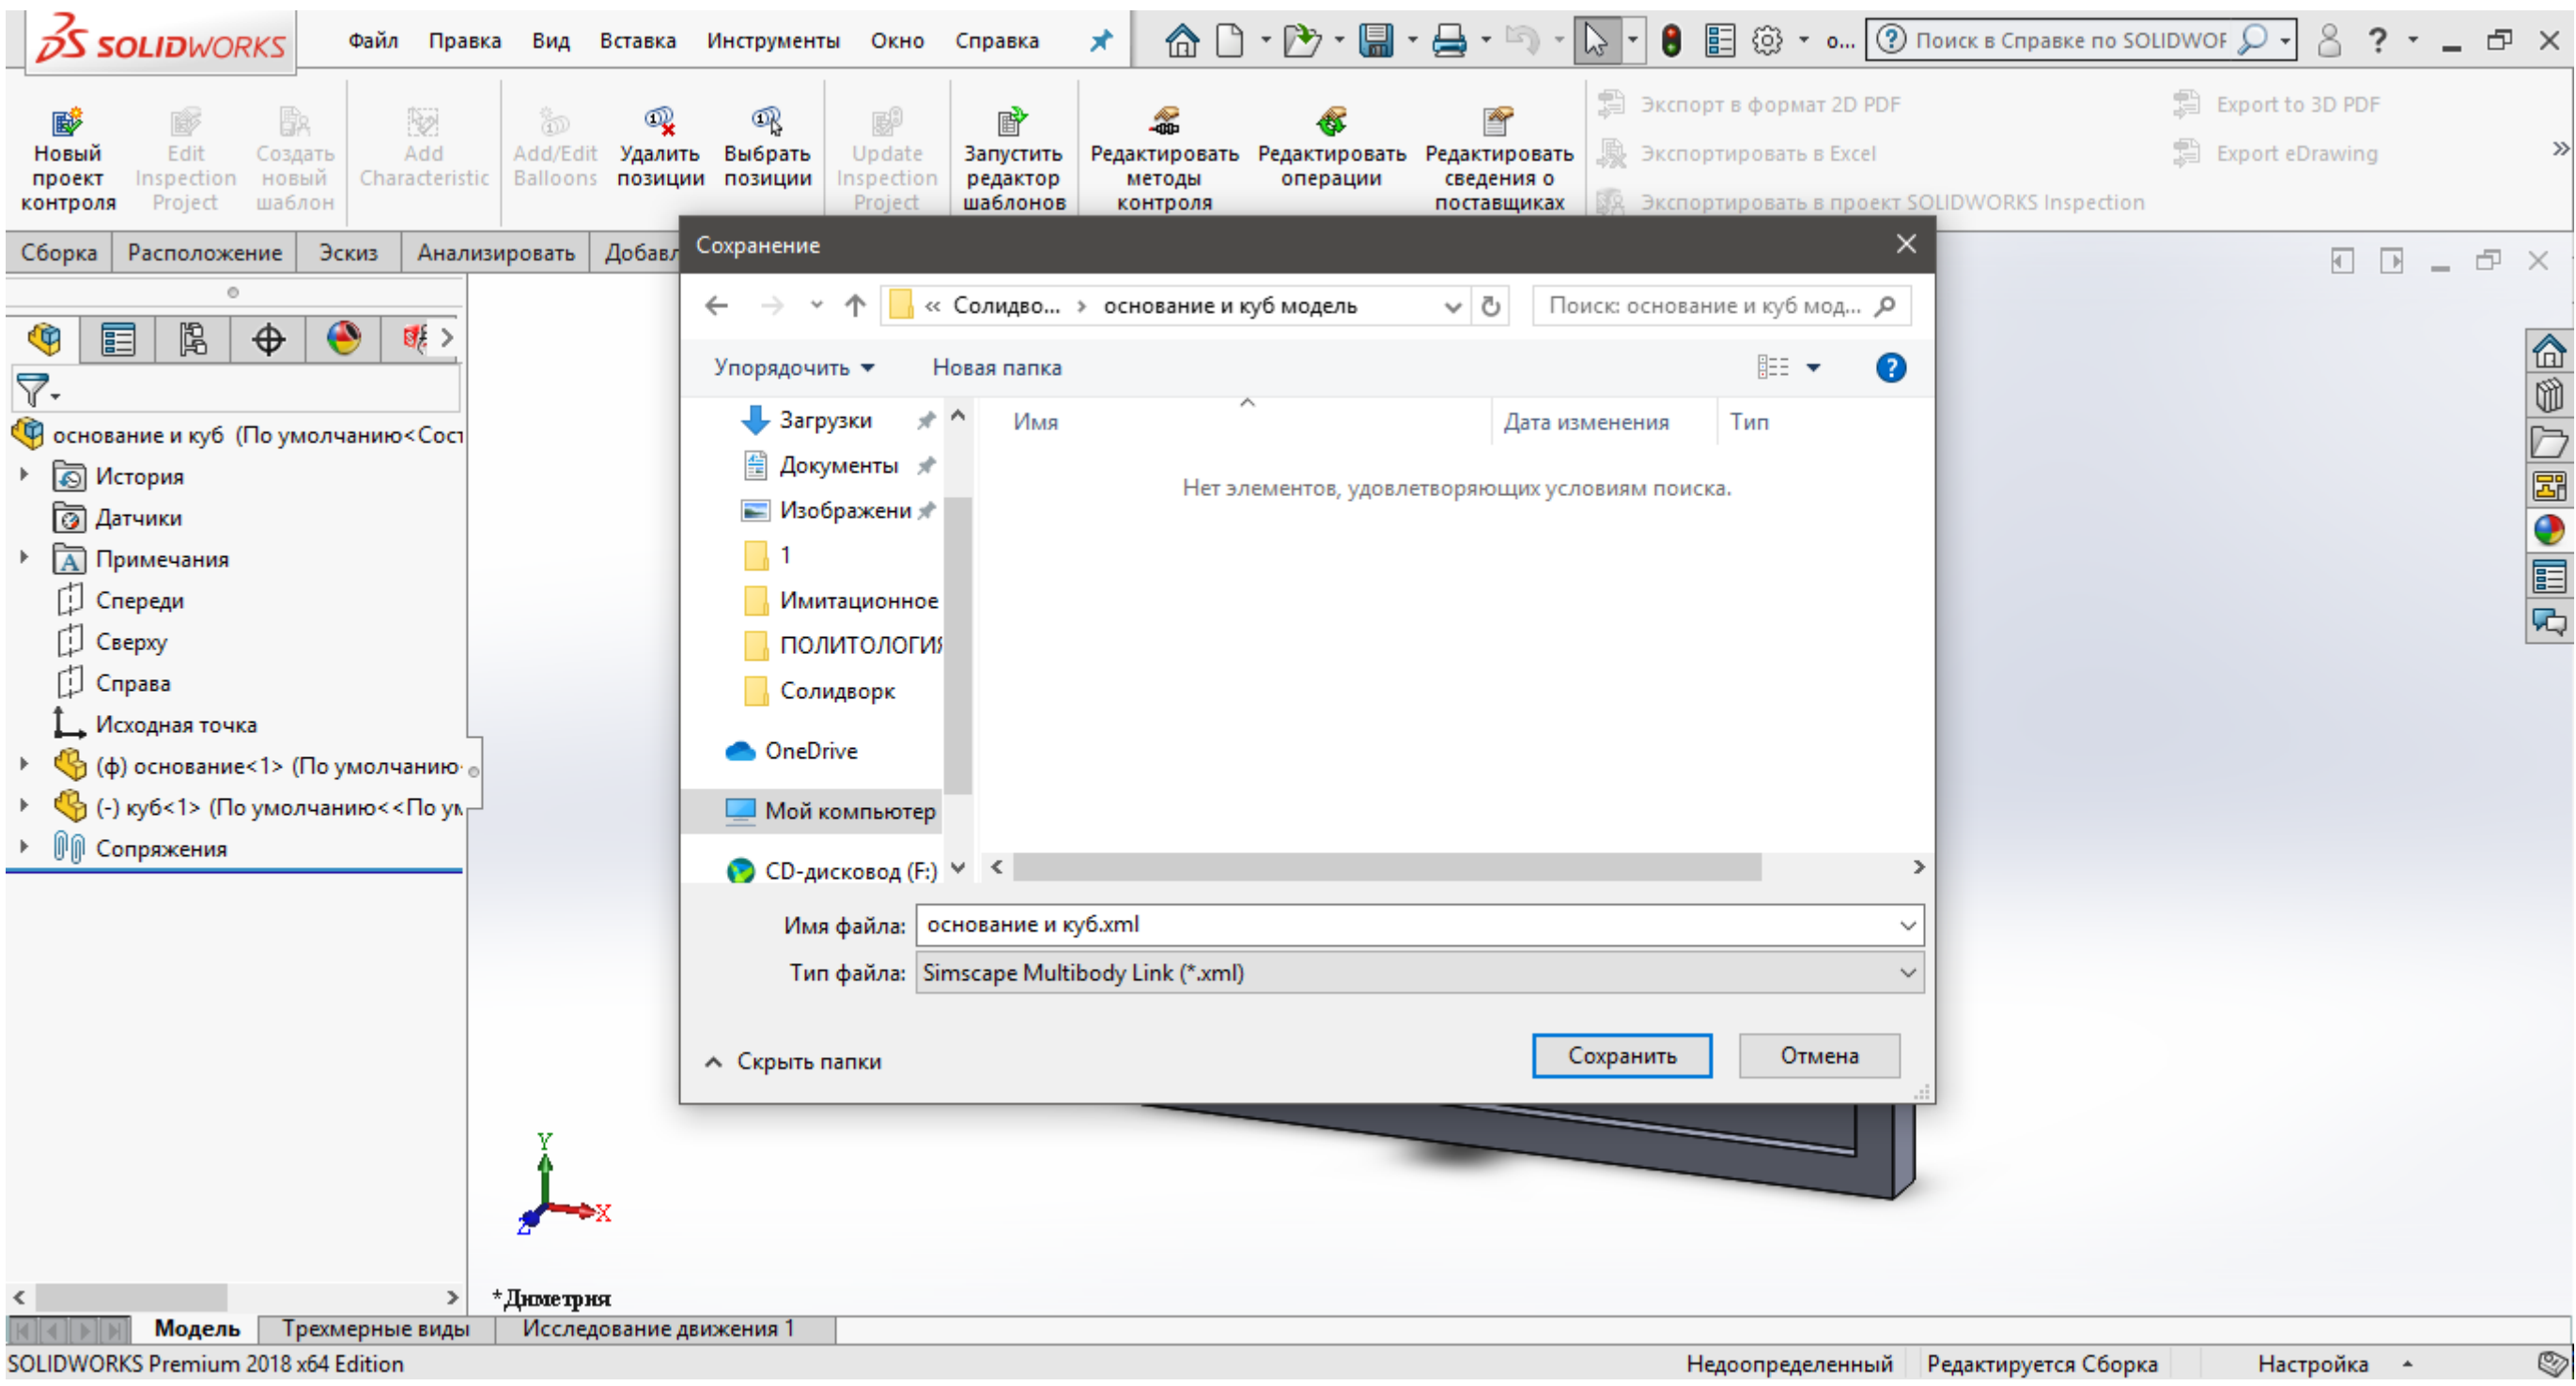 SOLIDWORKS
Файл Правка Вид Вставка Инструменты Окно Справка
о... Поиск в Справке по SOLIDWOF
Новый проект контроля
Edit Inspection Project
Создать новый шаблон
Add Characteristic
Add/Edit Balloons
Удалить позиции
Выбрать позиции
Update Inspection Project
Запустить редактор шаблонов
Редактировать методы контроля
Редактировать операции
Редактировать сведения о поставщиках
Экспорт в формат 2D PDF
Экспортировать в Excel
Экспортировать в проект SOLIDWORKS Inspection
Export to 3D PDF
Export eDrawing
Сборка Расположение Эскиз Анализировать Добавл
основание и куб (По умолчанию<Сост
История
Датчики
A Примечания
Спереди
Сверху
Справа
Исходная точка
(ф) основание<1> (По умолчанию
(-) куб<1> (По умолчанию<<По ум
Сопряжения
Сохранение
« Солидво... › основание и куб модель
Поиск: основание и куб мод...
Упорядочить Новая папка
Имя Дата изменения Тип
Нет элементов, удовлетворяющих условиям поиска.
Загрузки
Документы
Изображени
1
Имитационное
ПОЛИТОЛОГИЯ
Солидворк
OneDrive
Мой компьютер
CD-дисковод (F:)
Имя файла: основание и куб.xml
Тип файла: Simscape Multibody Link (*.xml)
Скрыть папки
Сохранить Отмена
Y
X
Z
*Диметрия
Модель Трехмерные виды Исследование движения 1
SOLIDWORKS Premium 2018 x64 Edition
Недоопределенный Редактируется Сборка Настройка